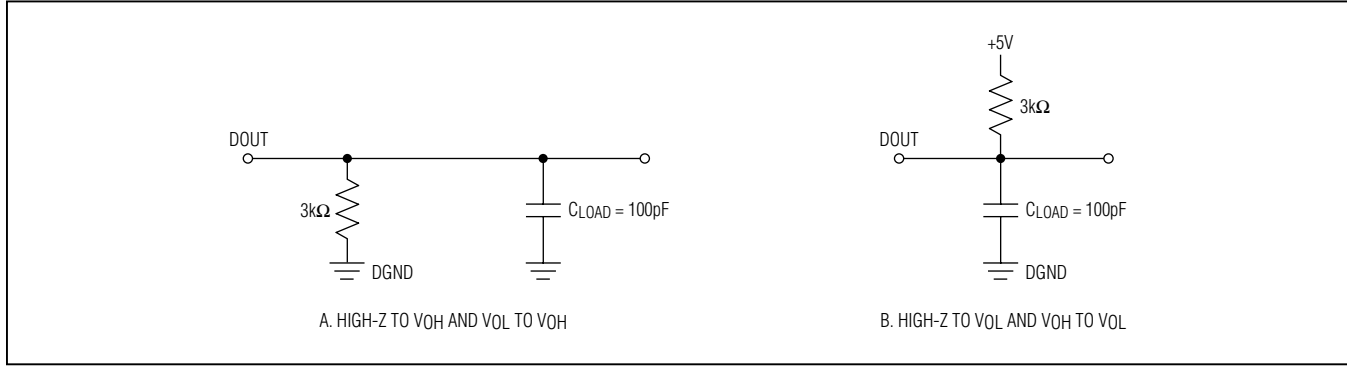 DOUT
3kΩ
DGND
CLOAD = 100pF
A. HIGH-Z TO VOH AND VOL TO VOH
+5V
3kΩ
DOUT
CLOAD = 100pF
DGND
B. HIGH-Z TO VOL AND VOH TO VOL